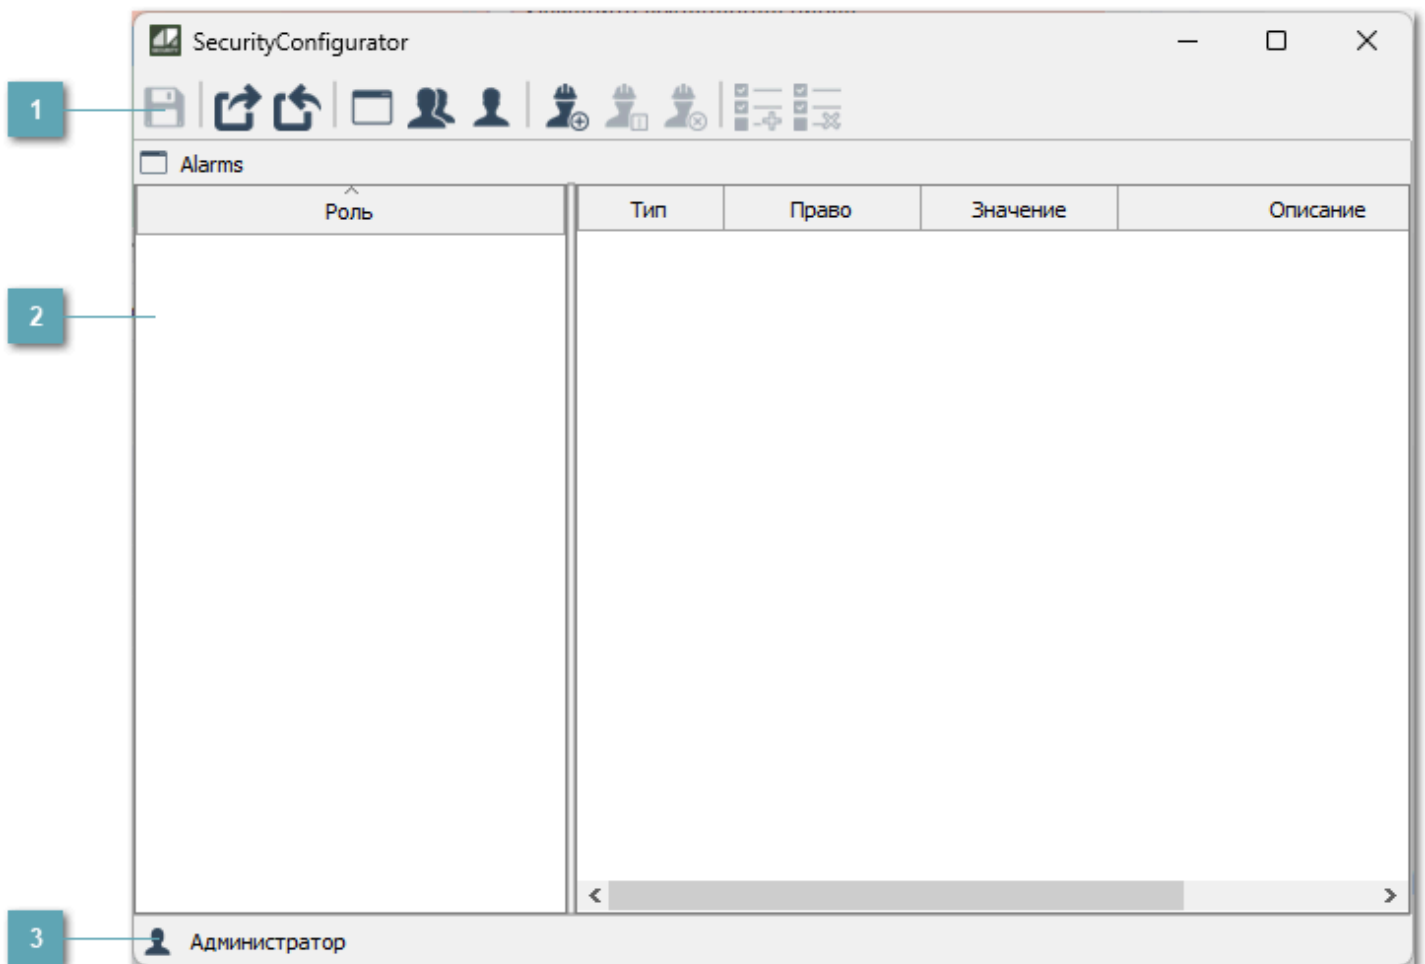 SecurityConfigurator
1
Alarms
Роль
Тип
Право
Значение
Описание
2
3
Администратор